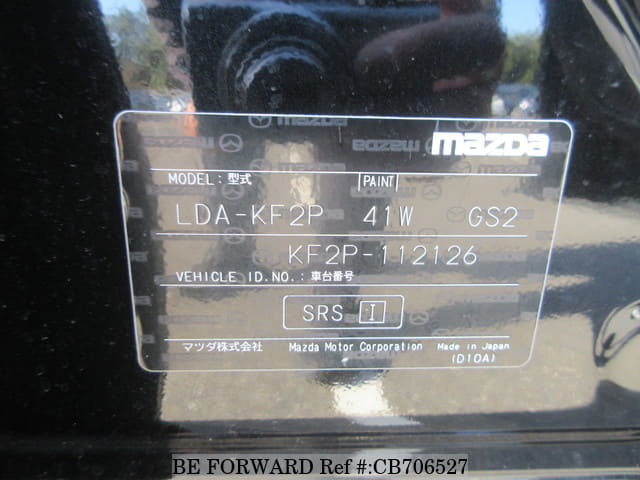 mazda
MODEL : 型式 PAINT
LDA-KF2P 41W GS2
KF2P-112126
VEHICLE ID.NO. : 車台番号
SRS I
マツダ株式会社 Mazda Motor Corporation Made in Japan
(D10A)
BE FORWARD Ref #:CB706527